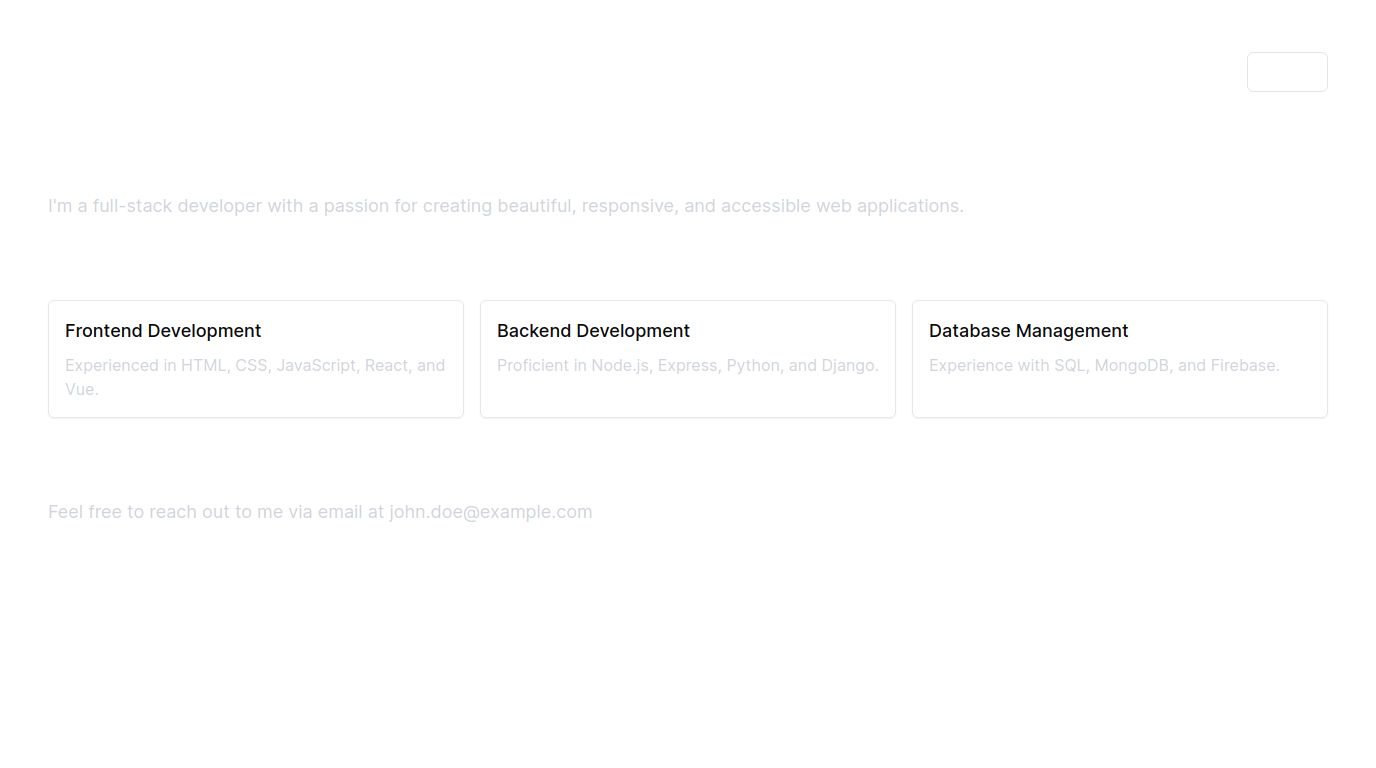 I'm a full-stack developer with a passion for creating beautiful, responsive, and accessible web applications.
Frontend Development
Experienced in HTML, CSS, JavaScript, React, and
Vue.
Backend Development
Proficient in Node.js, Express, Python, and Django.
Database Management
Experience with SQL, MongoDB, and Firebase.
Feel free to reach out to me via email at john.doe@example.com